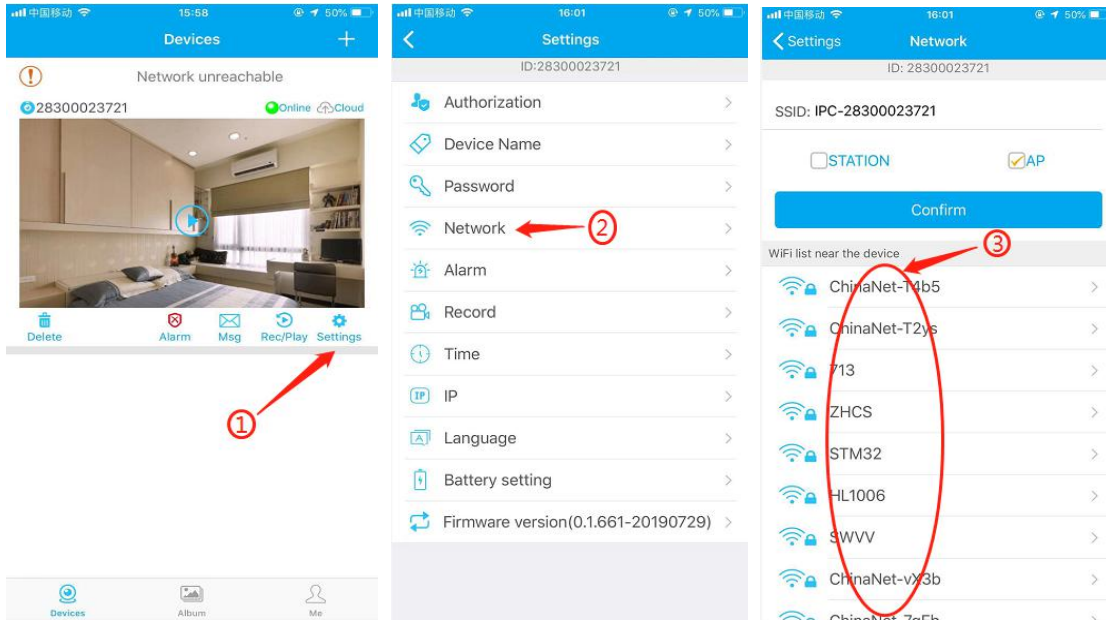 中国移动 15:58 50%
Devices +
Network unreachable
28300023721 Online Cloud
Delete Alarm Msg Rec/Play Settings
①
Devices Album Me
中国移动 16:01 50%
Settings
ID:28300023721
Authorization
Device Name
Password
Network ②
Alarm
Record
Time
IP IP
Language
Battery setting
Firmware version(0.1.661-20190729)
中国移动 16:01 50%
Settings Network
ID: 28300023721
SSID: IPC-28300023721
STATION AP
Confirm
③
WiFi list near the device
ChinaNet-T4b5
ChinaNet-T2ys
713
ZHCS
STM32
HL1006
SWVV
ChinaNet-vX3b